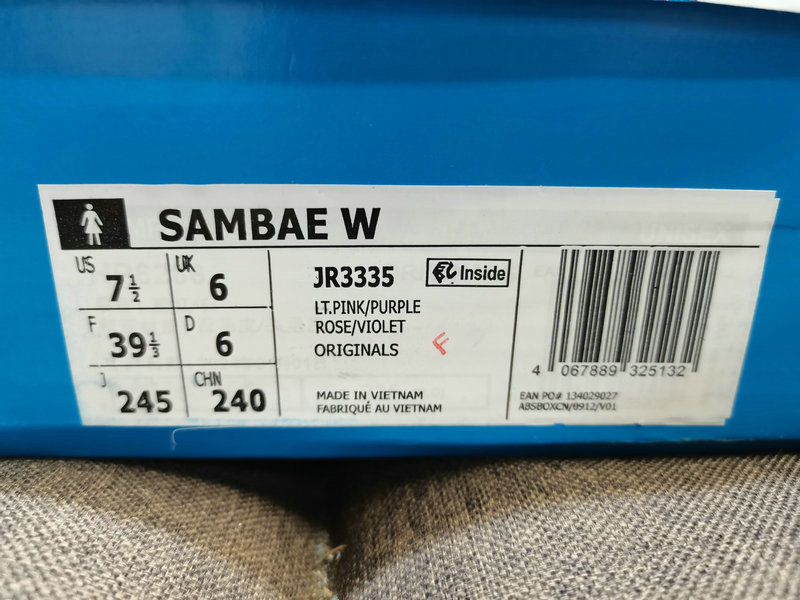 SAMBAE W
US 7½
UK 6
F 39⅓
D 6
J 245
CHN 240
JR3335
Inside
LT.PINK/PURPLE
ROSE/VIOLET
ORIGINALS
F
MADE IN VIETNAM
FABRIQUÉ AU VIETNAM
4 067889 325132
EAN PO# 134029027
ABSBOXCN/0912/V01